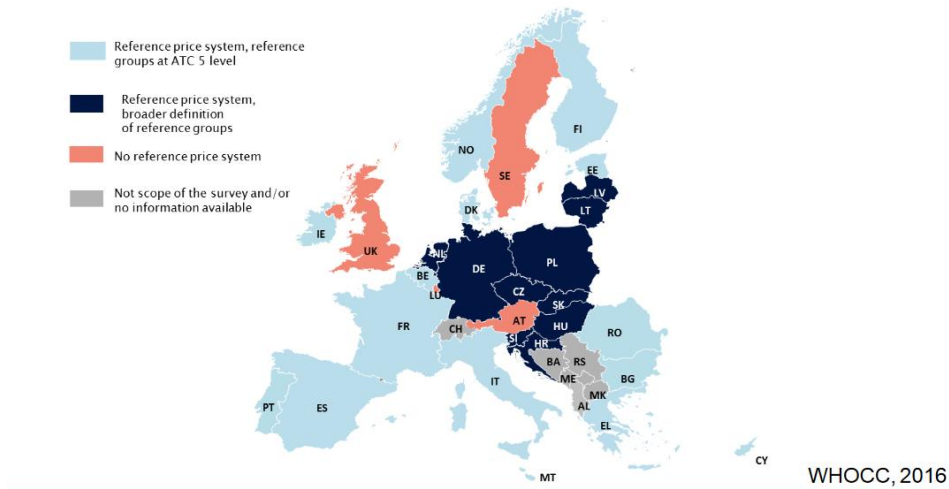 Reference price system, reference
groups at ATC 5 level
Reference price system,
broader definition
of reference groups
No reference price system
Not scope of the survey and/or
no information available
FI
NO
SE
EE
LV
LT
DK
IE
UK
NL
DE
PL
BE
LU
CZ
SK
FR
CH
AT
HU
RO
SI
HR
BA
RS
IT
ME
BG
MK
AL
PT
ES
EL
CY
MT
WHOCC, 2016